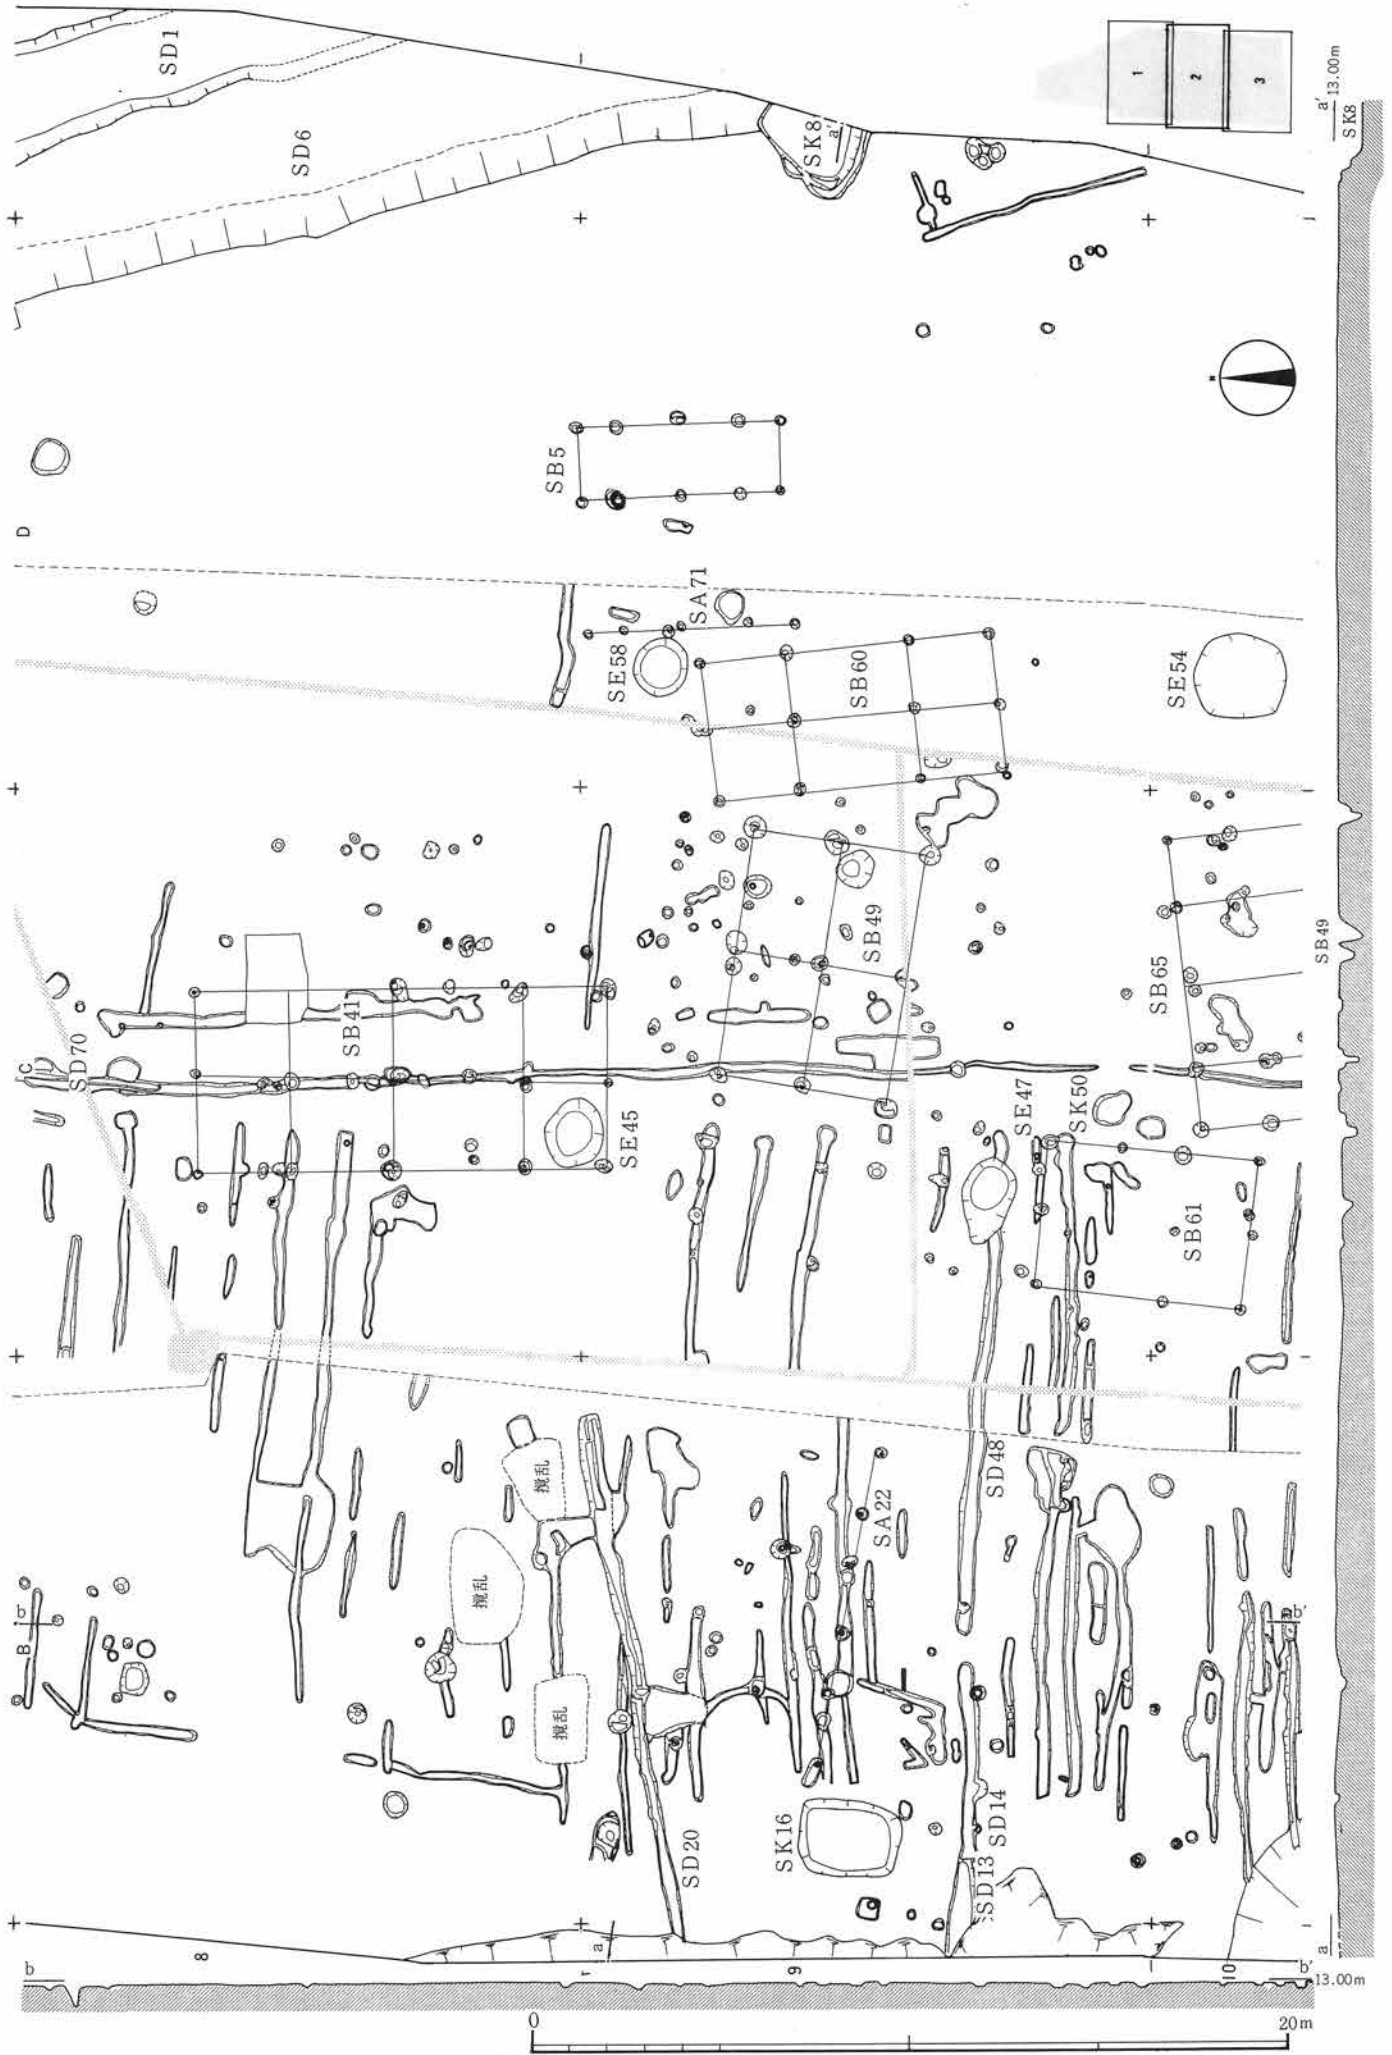 SD1
SD6
SK8
a'
1
2
3
a'
13.00m
SK8
D
SB5
SA71
SE58
SB60
SE54
SB49
SB65
SB49
C
SD70
SB41
SE45
SE47
SK50
SB61
SD48
SA22
攪乱
攪乱
攪乱
b'
B
b'
SD20
SK16
SD14
SD13
a
a
8
9
10
b
b'
13.00m
0
20m